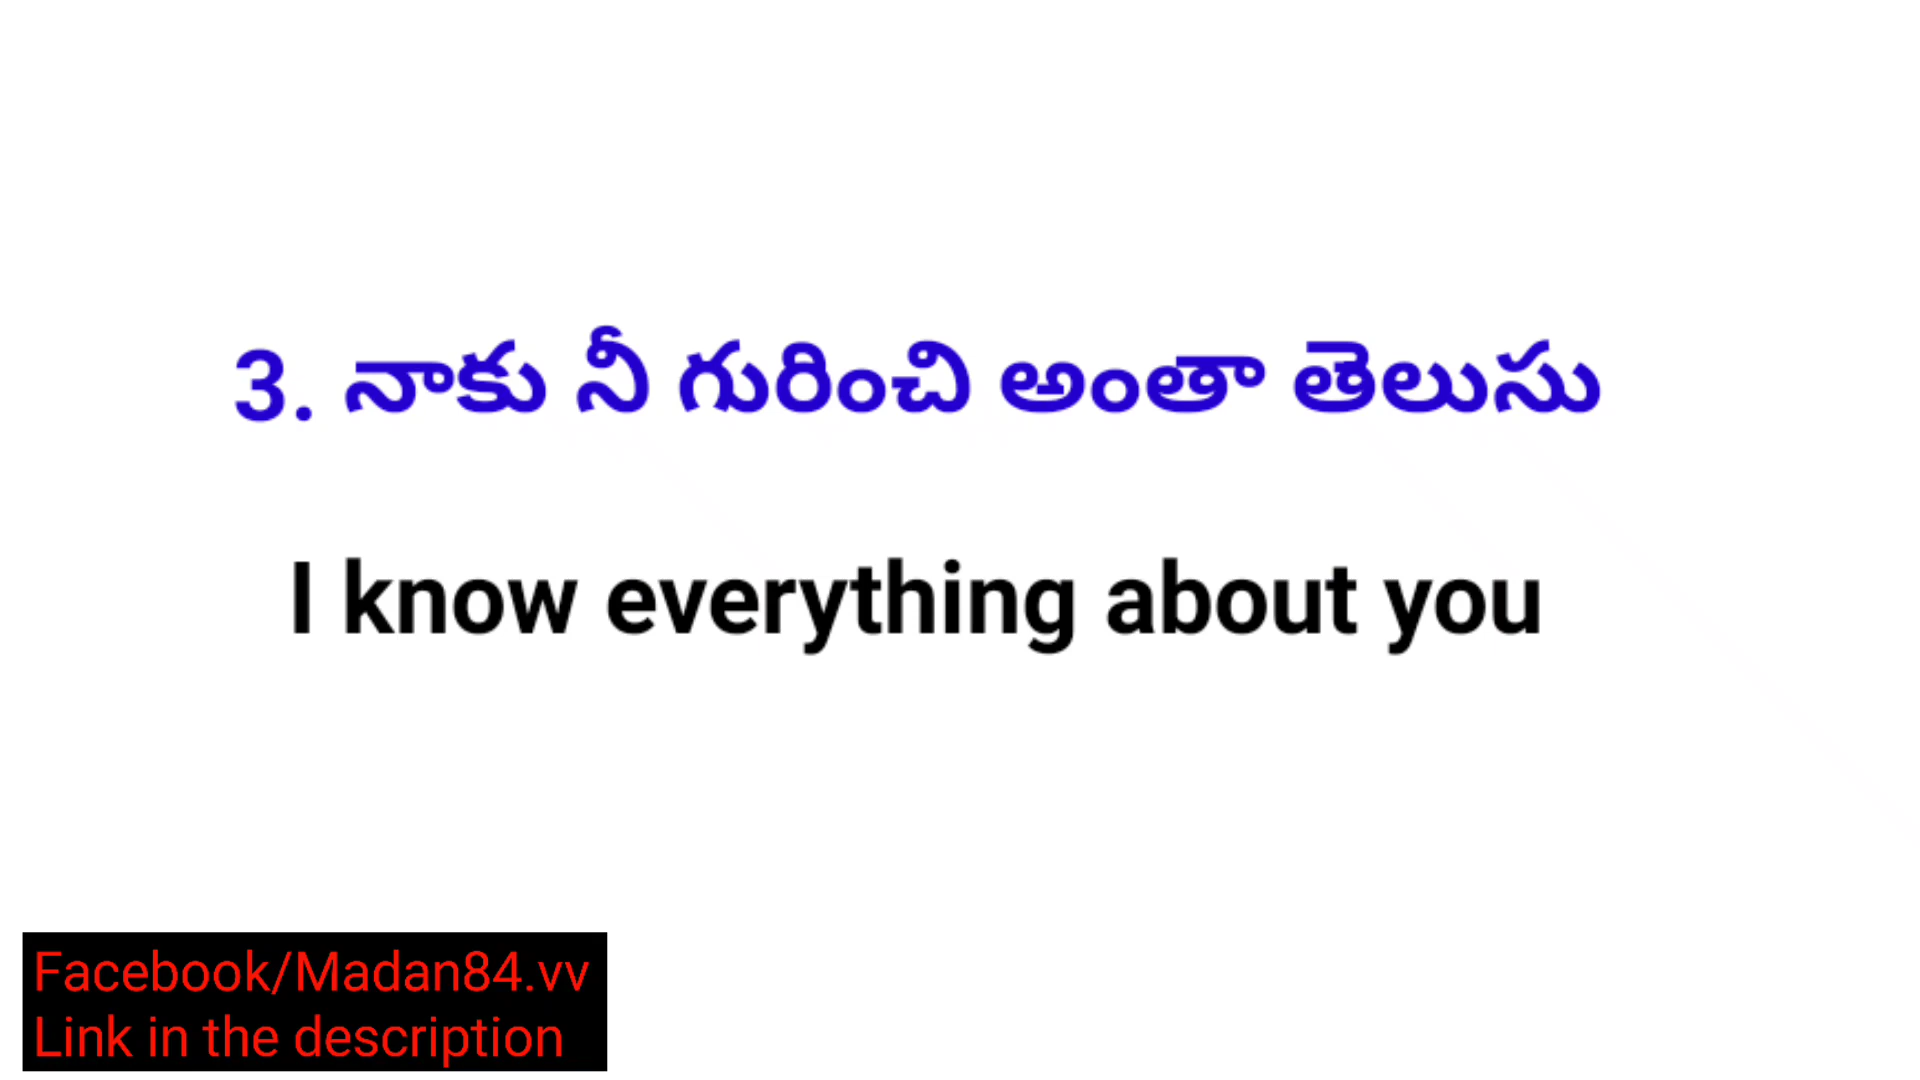 3. నాకు నీ గురించి అంతా తెలుసు
I know everything about you
Facebook/Madan84.vv
Link in the description